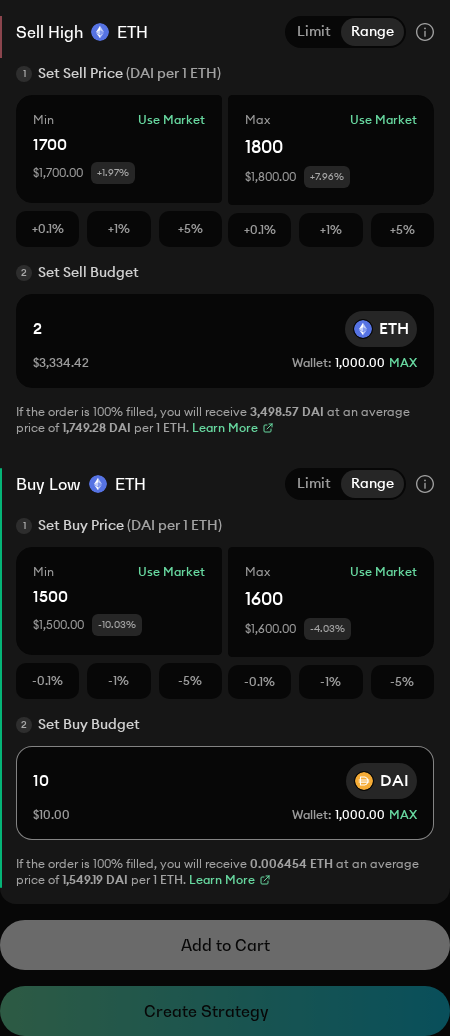 Sell High ETH Limit Range
1 Set Sell Price (DAI per 1 ETH)
Min Use Market Max Use Market
1700 1800
$1,700.00 +1.97% $1,800.00 +7.96%
+0.1% +1% +5% +0.1% +1% +5%
2 Set Sell Budget
2 ETH
$3,334.42 Wallet: 1,000.00 MAX
If the order is 100% filled, you will receive 3,498.57 DAI at an average
price of 1,749.28 DAI per 1 ETH. Learn More
Buy Low ETH Limit Range
1 Set Buy Price (DAI per 1 ETH)
Min Use Market Max Use Market
1500 1600
$1,500.00 -10.03% $1,600.00 -4.03%
-0.1% -1% -5% -0.1% -1% -5%
2 Set Buy Budget
10 DAI
$10.00 Wallet: 1,000.00 MAX
If the order is 100% filled, you will receive 0.006454 ETH at an average
price of 1,549.19 DAI per 1 ETH. Learn More
Add to Cart
Create Strategy